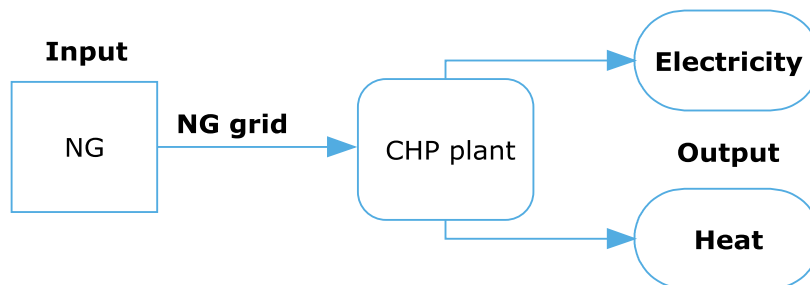 Input
NG
NG grid
CHP plant
Electricity
Output
Heat